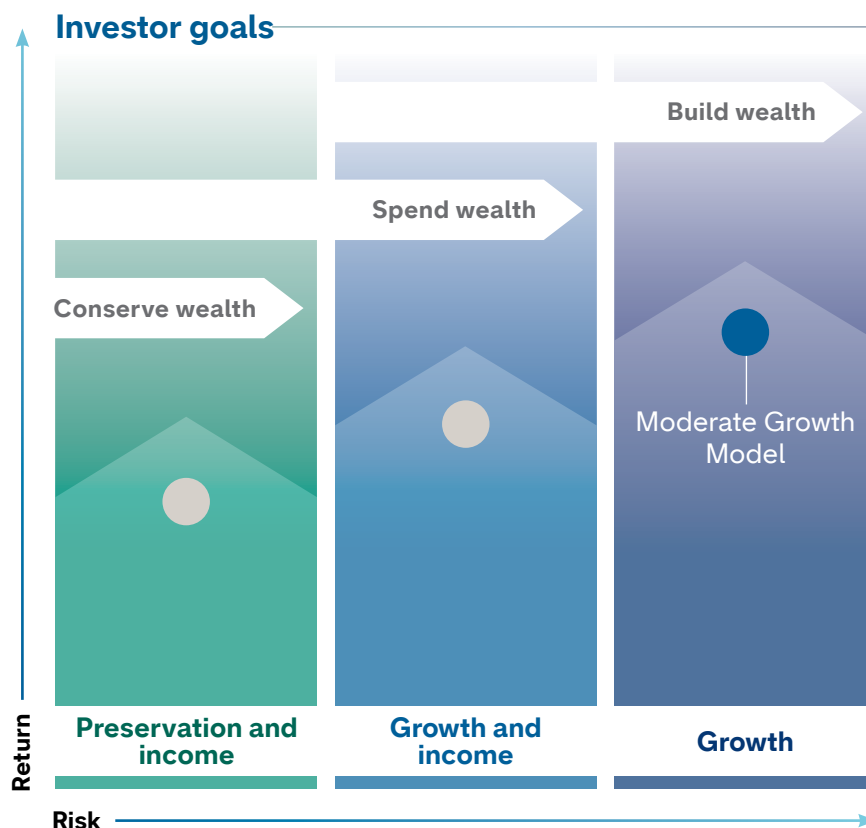 Investor goals
Build wealth
Spend wealth
Conserve wealth
Moderate Growth
Model
Return
Preservation and
income
Growth and
income
Growth
Risk